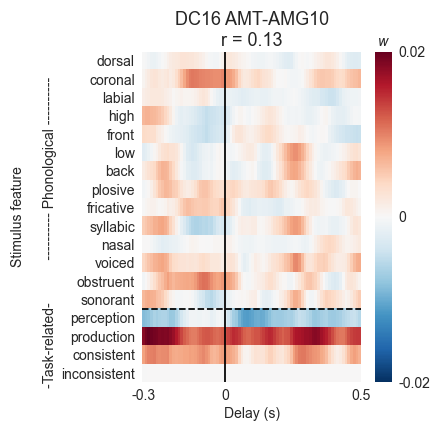 DC16 AMT-AMG10
r = 0.13
w
dorsal
coronal
labial
high
front
low
back
plosive
fricative
syllabic
nasal
voiced
obstruent
sonorant
perception
production
consistent
inconsistent
Stimulus feature
---------- Phonological ----------
-Task-related-
-0.3
0
0.5
Delay (s)
0.02
0
-0.02